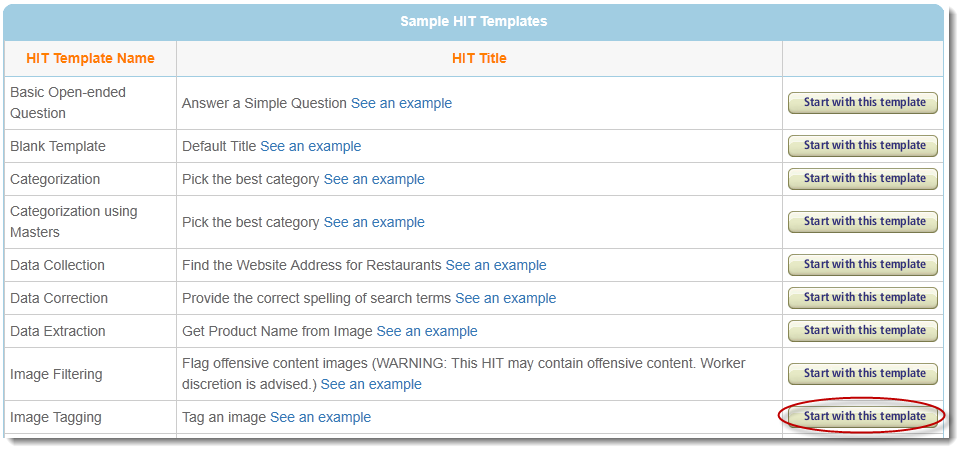 Sample HIT Templates
HIT Template Name HIT Title
Basic Open-ended
Question
Answer a Simple Question See an example
Start with this template
Blank Template Default Title See an example Start with this template
Categorization Pick the best category See an example Start with this template
Categorization using
Masters
Pick the best category See an example
Start with this template
Data Collection Find the Website Address for Restaurants See an example Start with this template
Data Correction Provide the correct spelling of search terms See an example Start with this template
Data Extraction Get Product Name from Image See an example Start with this template
Image Filtering
Flag offensive content images (WARNING: This HIT may contain offensive content. Worker
discretion is advised.) See an example
Start with this template
Image Tagging Tag an image See an example Start with this template